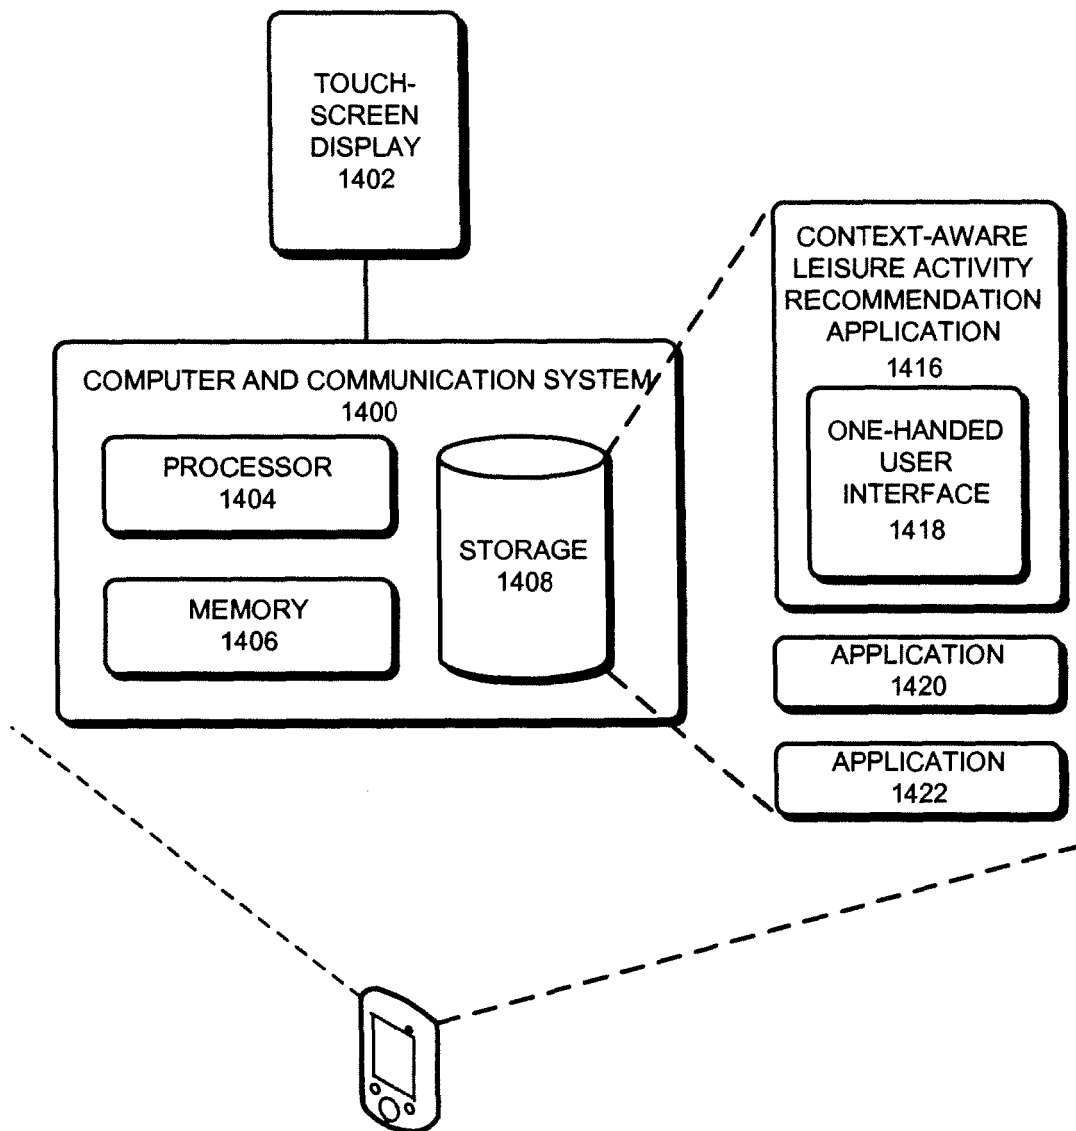 TOUCH-
SCREEN
DISPLAY
1402
COMPUTER AND COMMUNICATION SYSTEM
1400
PROCESSOR
1404
MEMORY
1406
STORAGE
1408
CONTEXT-AWARE
LEISURE ACTIVITY
RECOMMENDATION
APPLICATION
1416
ONE-HANDED
USER
INTERFACE
1418
APPLICATION
1420
APPLICATION
1422